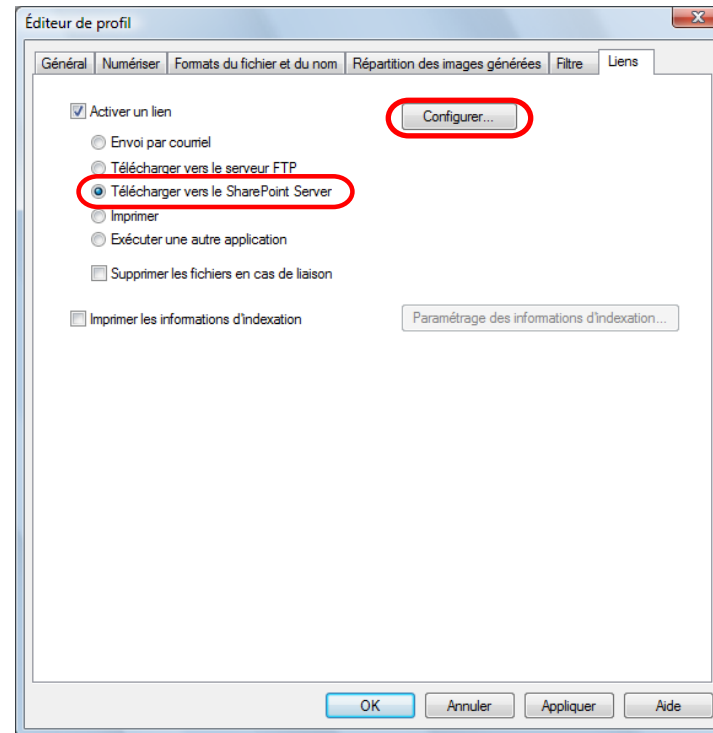 Éditeur de profil
Général Numériser Formats du fichier et du nom Répartition des images générées Filtre Liens
Activer un lien Configurer...
Envoi par courriel
Télécharger vers le serveur FTP
Télécharger vers le SharePoint Server
Imprimer
Exécuter une autre application
Supprimer les fichiers en cas de liaison
Imprimer les informations d'indexation Paramétrage des informations d'indexation...
OK Annuler Appliquer Aide